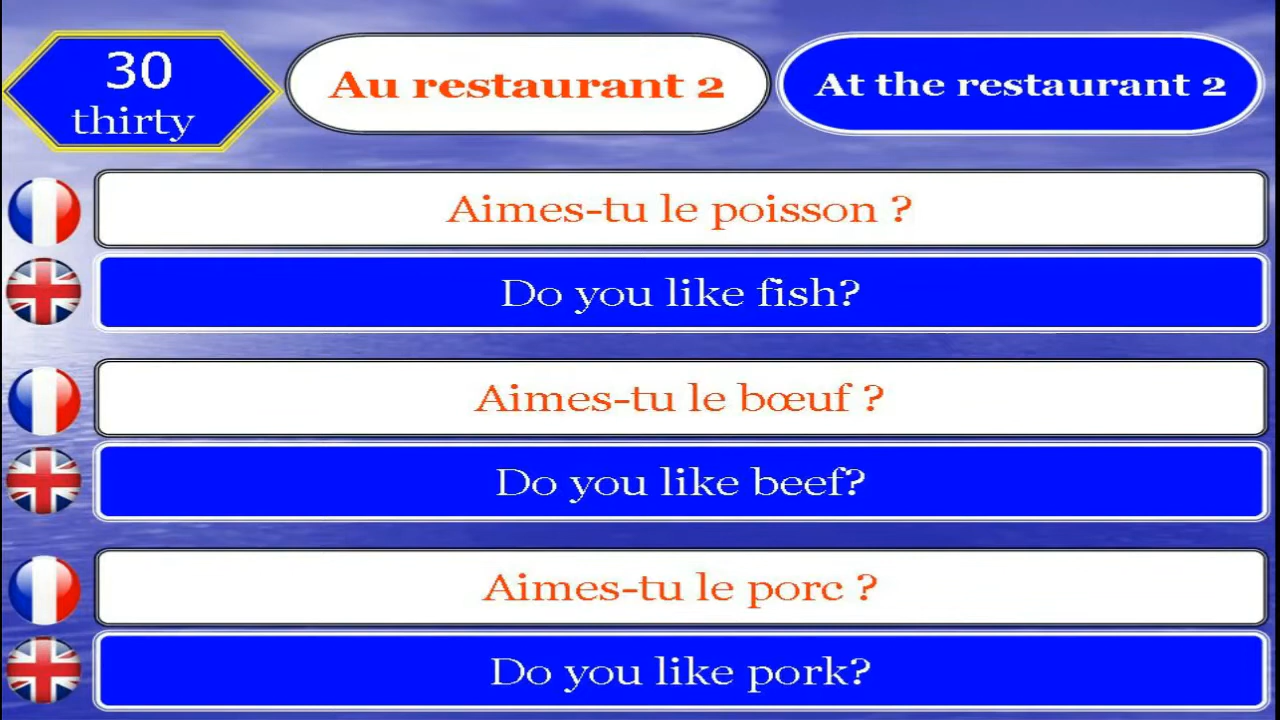 30
thirty
Au restaurant 2
At the restaurant 2
Aimes-tu le poisson ?
Do you like fish?
Aimes-tu le bœuf ?
Do you like beef?
Aimes-tu le porc ?
Do you like pork?